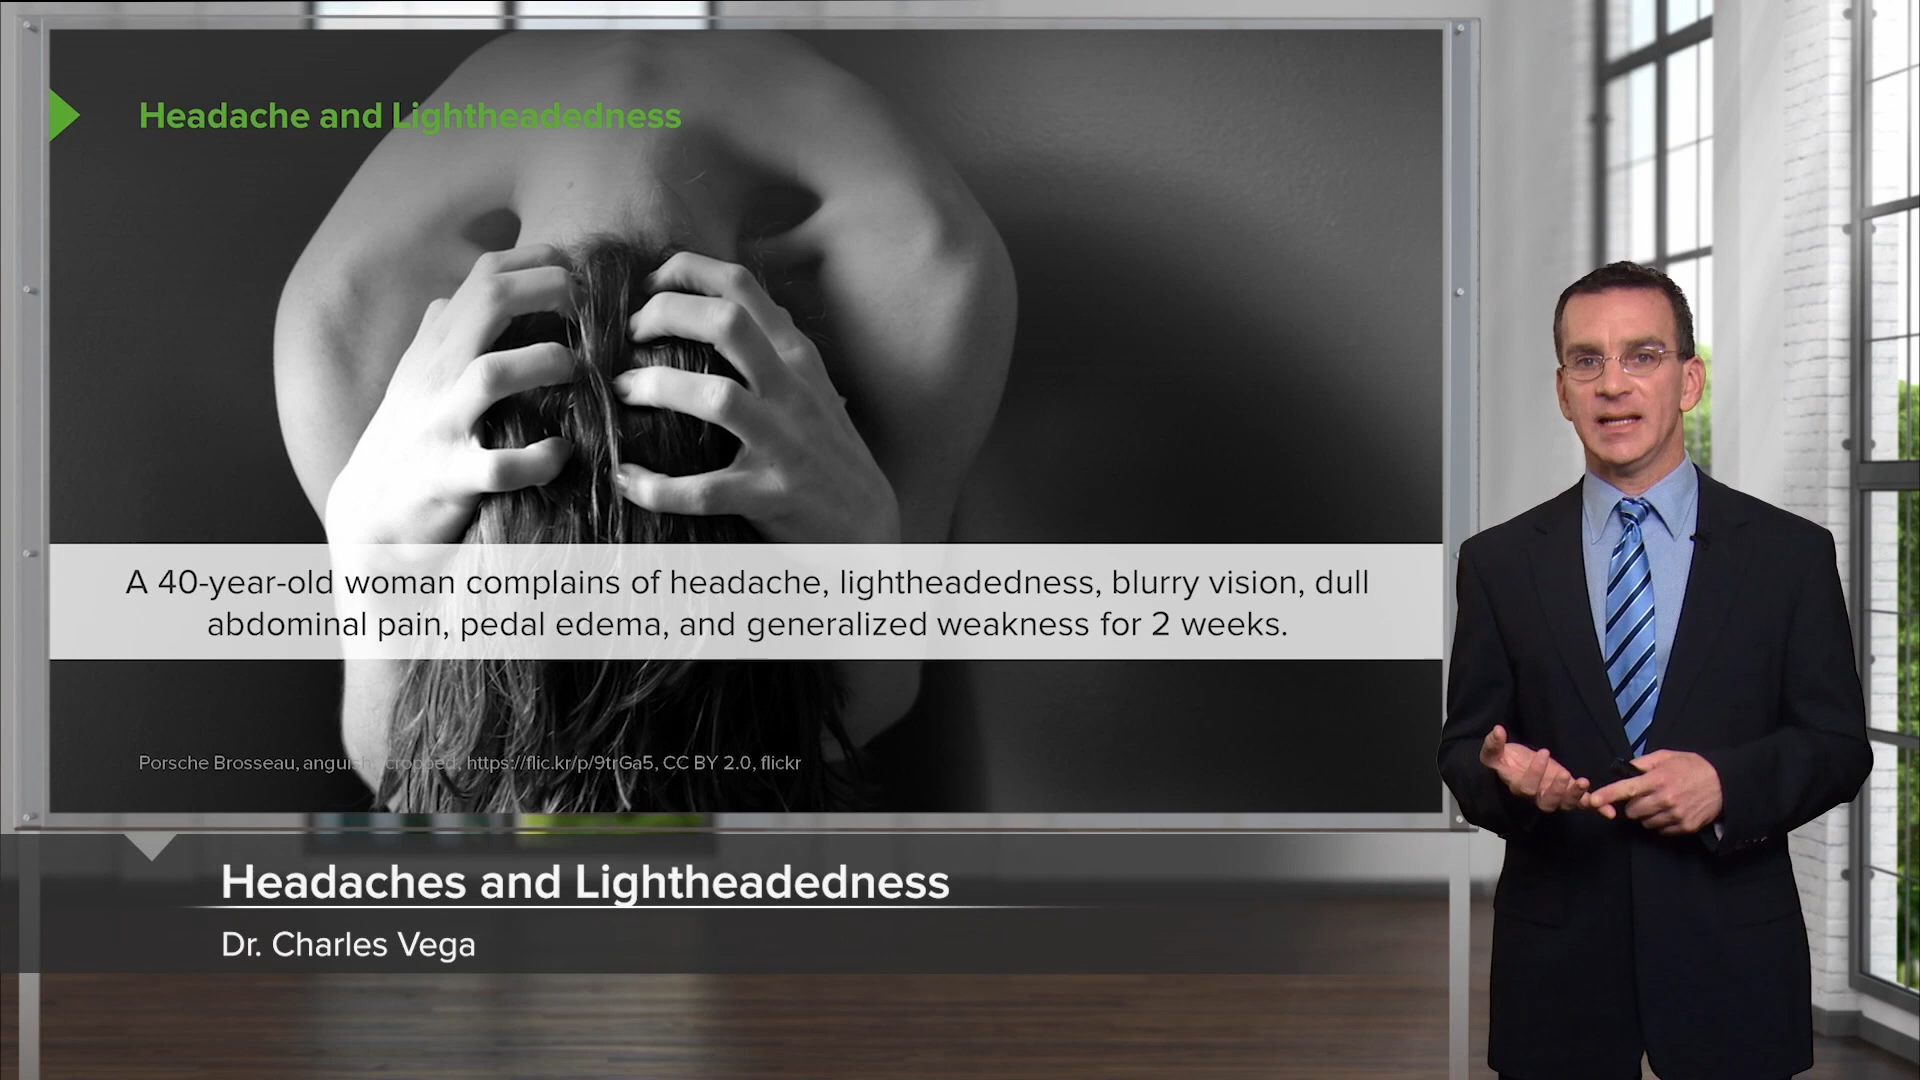 Headache and Lightheadedness
A 40-year-old woman complains of headache, lightheadedness, blurry vision, dull
abdominal pain, pedal edema, and generalized weakness for 2 weeks.
Porsche Brosseau, anguish, cropped, https://flic.kr/p/9trGa5, CC BY 2.0, flickr
Headaches and Lightheadedness
Dr. Charles Vega